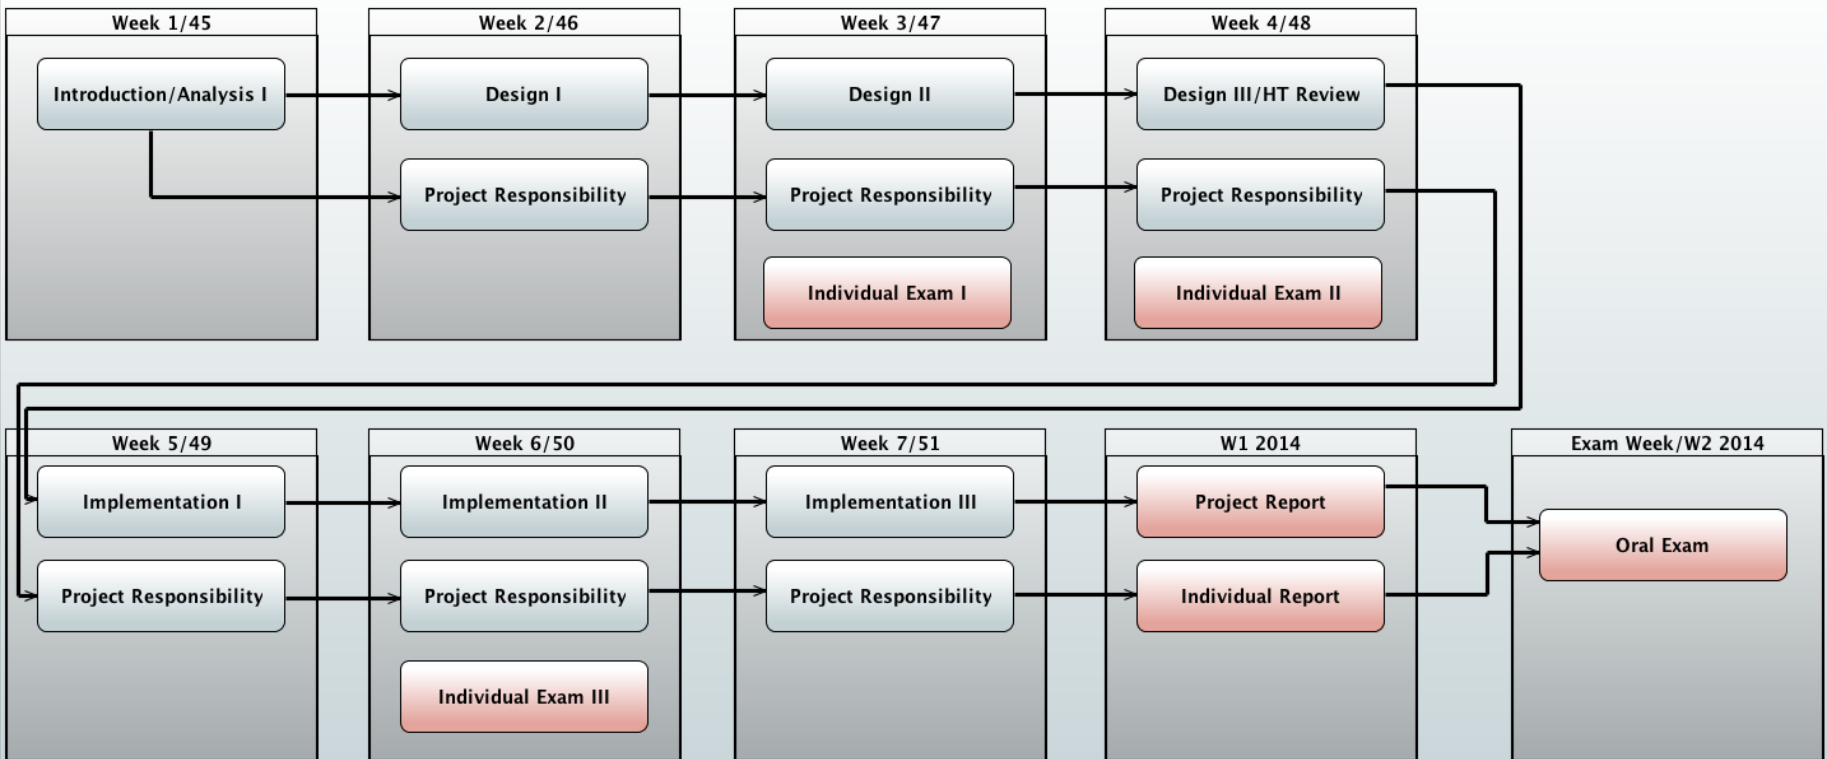 Week 1/45
Introduction/Analysis I
Week 2/46
Design I
Project Responsibility
Week 3/47
Design II
Project Responsibility
Individual Exam I
Week 4/48
Design III/HT Review
Project Responsibility
Individual Exam II
Week 5/49
Implementation I
Project Responsibility
Week 6/50
Implementation II
Project Responsibility
Individual Exam III
Week 7/51
Implementation III
Project Responsibility
W1 2014
Project Report
Individual Report
Exam Week/W2 2014
Oral Exam